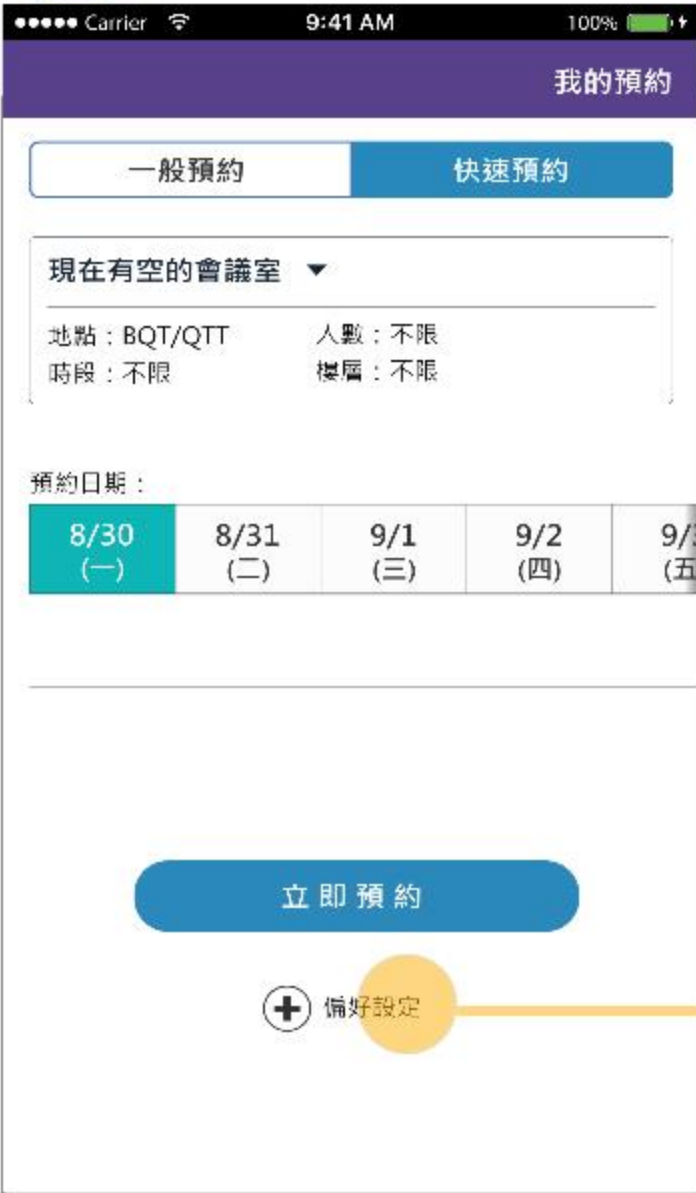 Carrier 9:41 AM 100%
我的預約
一般預約 快速預約
現在有空的會議室
地點：BQT/QTT 人數：不限
時段：不限 樓層：不限
預約日期：
8/30 8/31 9/1 9/2 9/
(一) (二) (三) (四) (五
立即預約
偏好設定